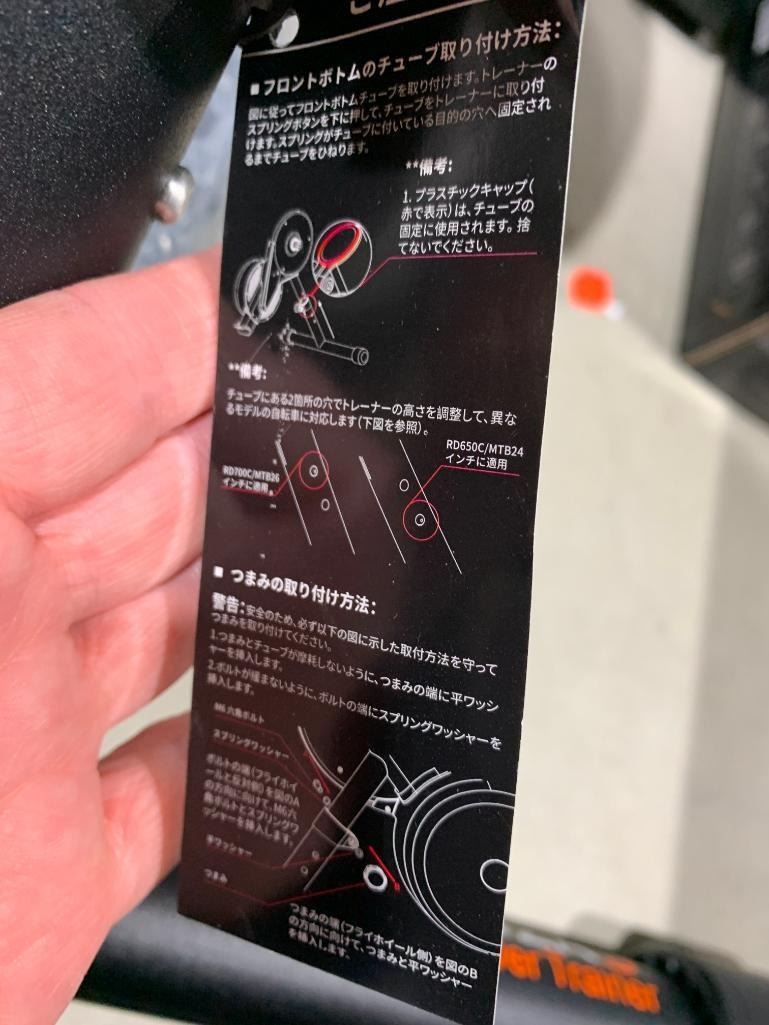 ■ フロントボトムのチューブ取り付け方法:
図に従ってフロントボトムチューブを取り付けます。トレーナーの
スプリングボタンを下に押して、チューブをトレーナーに取り付
けます。スプリングがチューブに付いている目的の穴へ固定され
るまでチューブをひねります。
**備考:
1. プラスチックキャップ(
赤で表示)は、チューブの
固定に使用されます。捨
てないでください。
**備考:
チューブにある2箇所の穴でトレーナーの高さを調整して、異な
るモデルの自転車に対応します(下図を参照)。
RD650C/MTB24
インチに適用
RD700C/MTB26
インチに適用
■ つまみの取り付け方法:
警告:安全のため、必ず以下の図に示した取付方法を守って
つまみを取り付けてください。
1.つまみとチューブが摩耗しないように、つまみの端に平ワッシ
ャーを挿入します。
2.ボルトが緩まないように、ボルトの端にスプリングワッシャーを
挿入します。
M6 六角ボルト
スプリングワッシャー
ボルトの端(フライホイ
ールと反対側)を図のA
の方向に向けて、M6六
角ボルトとスプリングワ
ッシャーを挿入します。
平ワッシャー
つまみ
つまみの端(フライホイール側)を図のB
の方向に向けて、つまみと平ワッシャー
を挿入します。
Trainer